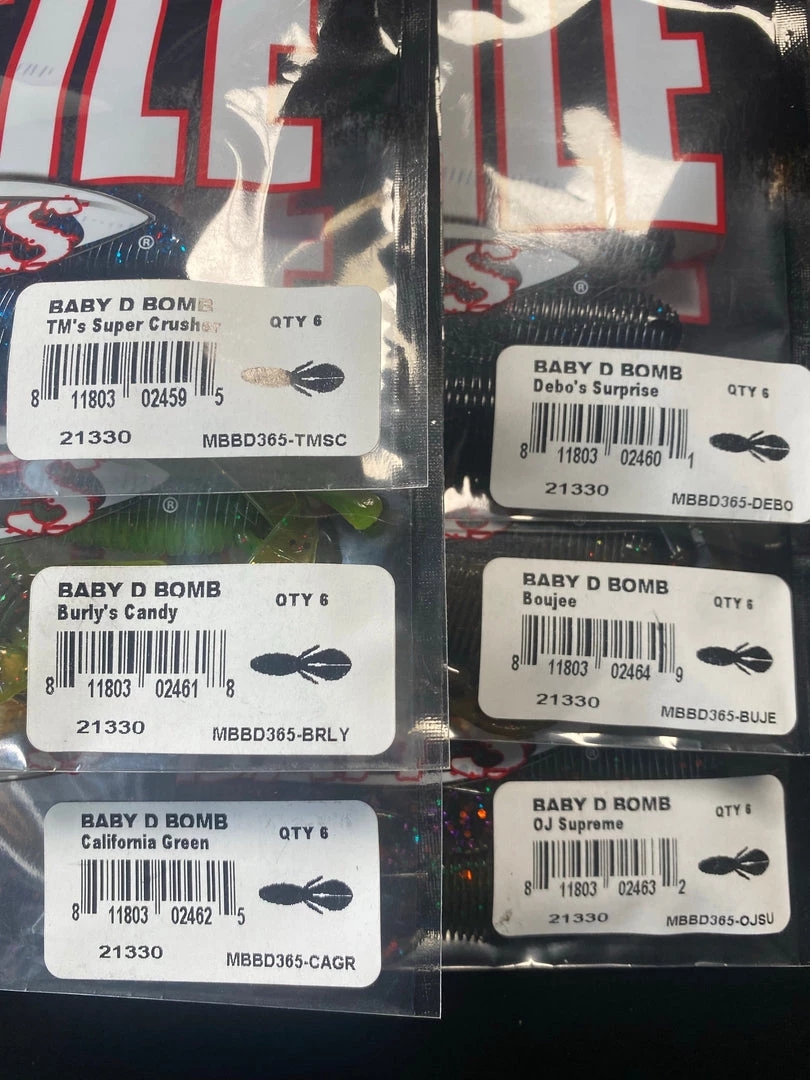 ILE
S
®
BABY D BOMB
TM's Super Crusher
QTY 6
8 11803 02459 5
21330
MBBD365-TMSC
S
®
BABY D BOMB
Burly's Candy
QTY 6
8 11803 02461 8
21330
MBBD365-BRLY
BABY D BOMB
California Green
QTY 6
8 11803 02462 5
21330
MBBD365-CAGR
ILE
S
®
BABY D BOMB
Debo's Surprise
QTY 6
8 11803 02460 1
21330
MBBD365-DEBO
BABY D BOMB
Boujee
QTY 6
8 11803 02464 9
21330
MBBD365-BUJE
BABY D BOMB
OJ Supreme
QTY 6
8 11803 02463 2
21330
MBBD365-OJSU